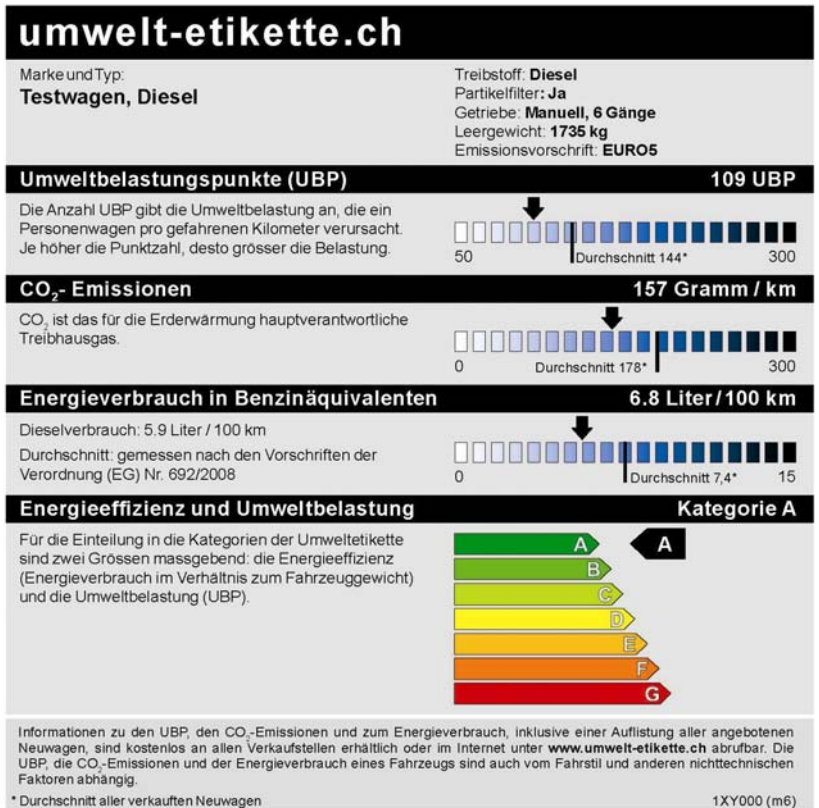 umwelt-etikette.ch
Marke und Typ:
Testwagen, Diesel
Treibstoff: Diesel
Partikelfilter: Ja
Getriebe: Manuell, 6 Gänge
Leergewicht: 1735 kg
Emissionsvorschrift: EURO5
Umweltbelastungspunkte (UBP) 109 UBP
Die Anzahl UBP gibt die Umweltbelastung an, die ein
Personenwagen pro gefahrenen Kilometer verursacht.
Je höher die Punktzahl, desto grösser die Belastung.
50 Durchschnitt 144* 300
CO₂- Emissionen 157 Gramm / km
CO₂ ist das für die Erderwärmung hauptverantwortliche
Treibhausgas.
0 Durchschnitt 178* 300
Energieverbrauch in Benzinäquivalenten 6.8 Liter / 100 km
Dieselverbrauch: 5.9 Liter / 100 km
Durchschnitt: gemessen nach den Vorschriften der
Verordnung (EG) Nr. 692/2008
0 Durchschnitt 7,4* 15
Energieeffizienz und Umweltbelastung Kategorie A
Für die Einteilung in die Kategorien der Umweltetikette
sind zwei Grössen massgebend: die Energieeffizienz
(Energieverbrauch im Verhältnis zum Fahrzeuggewicht)
und die Umweltbelastung (UBP).
A A
B
C
D
E
F
G
Informationen zu den UBP, den CO₂-Emissionen und zum Energieverbrauch, inklusive einer Auflistung aller angebotenen
Neuwagen, sind kostenlos an allen Verkaufstellen erhältlich oder im Internet unter www.umwelt-etikette.ch abrufbar. Die
UBP, die CO₂-Emissionen und der Energieverbrauch eines Fahrzeugs sind auch vom Fahrstil und anderen nichttechnischen
Faktoren abhängig.
* Durchschnitt aller verkauften Neuwagen 1XY000 (m6)